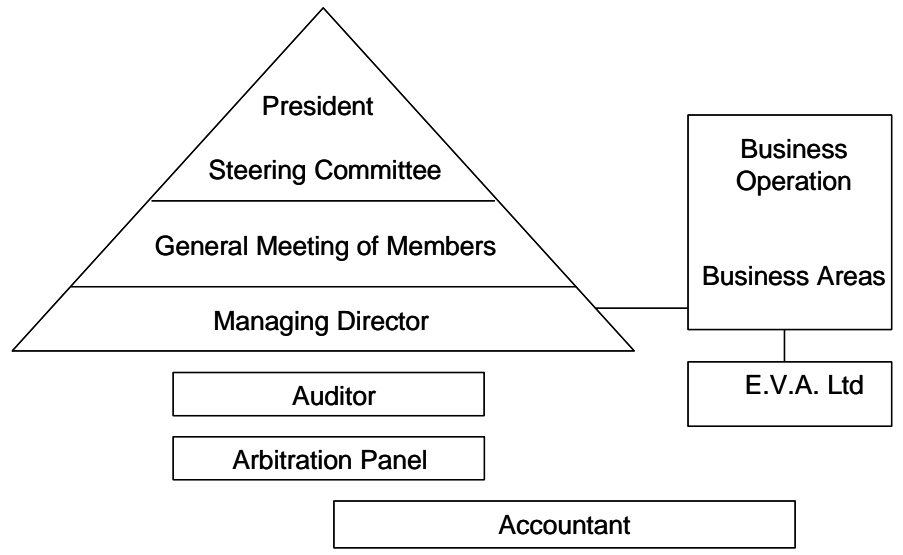 President
Steering Committee
General Meeting of Members
Managing Director
Business
Operation
Business Areas
E.V.A. Ltd
Auditor
Arbitration Panel
Accountant